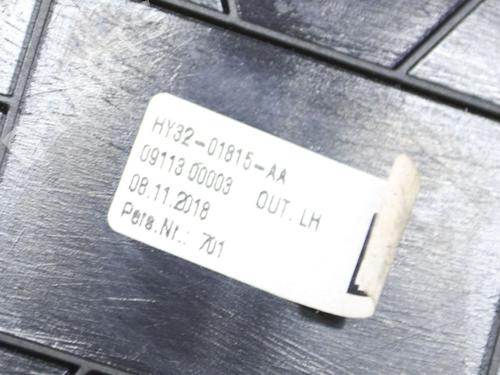 HY32-01815-AA
09113 00003 OUT. LH
08.11.2018
Pers.Nr.: 701